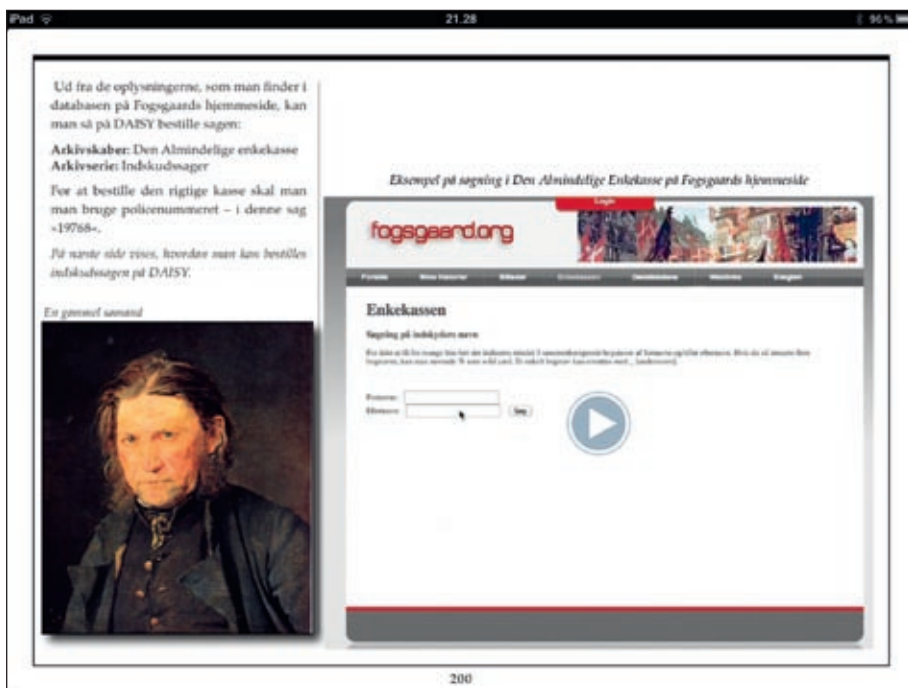 iPad
21.28
96 %
Ud fra de oplysningerne, som man finder i
databasen på Fogsgaards hjemmeside, kan
man så på DAISY bestille sagen:
Arkivskaber: Den Almindelige enkekasse
Arkivserie: Indskudssager
For at bestille den rigtige kasse skal man
man bruge policenummeret – i denne sag
»19768«.
På næste side vises, hvordan man kan bestilles
indskudssagen på DAISY.
En gammel sømand
Eksempel på søgning i Den Almindelige Enkekasse på Fogsgaards hjemmeside
Login
fogsgaard.org
Forside
Enkekassen
Enkekassen
Søgning på indskyders navn
Fornavn:
Efternavn:
Søg
200